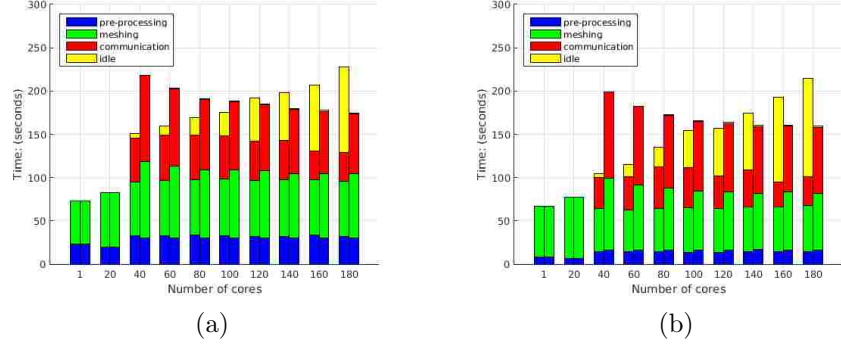 300
250
200
150
100
50
0
Time: (seconds)
pre-processing
meshing
communication
idle
1 20 40 60 80 100 120 140 160 180
Number of cores
(a)
300
250
200
150
100
50
0
Time: (seconds)
pre-processing
meshing
communication
idle
1 20 40 60 80 100 120 140 160 180
Number of cores
(b)